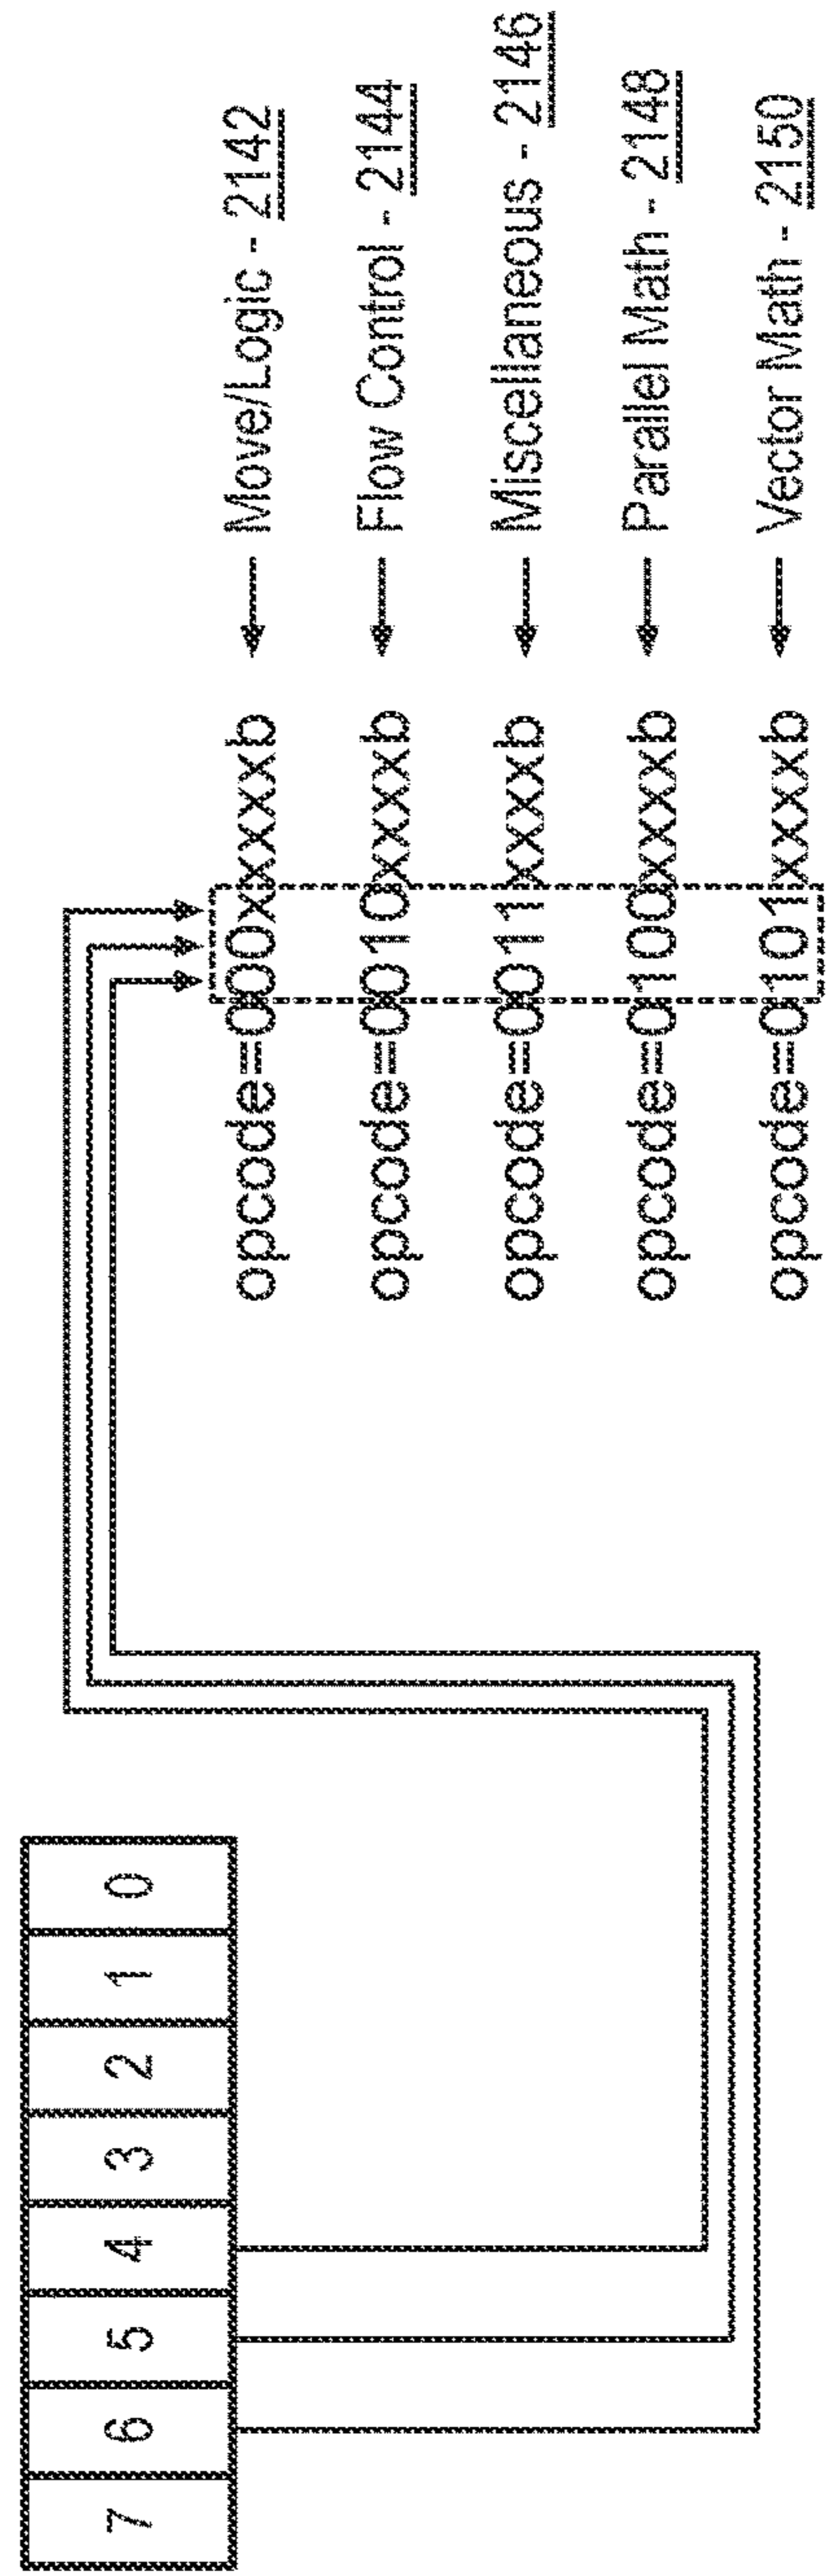 7 6 5 4 3 2 1 0
opcode=000xxxxxb ← Move/Logic - 2142
opcode=0010xxxxb ← Flow Control - 2144
opcode=0011xxxxb ← Miscellaneous - 2146
opcode=0100xxxxb ← Parallel Math - 2148
opcode=0101xxxxb ← Vector Math - 2150